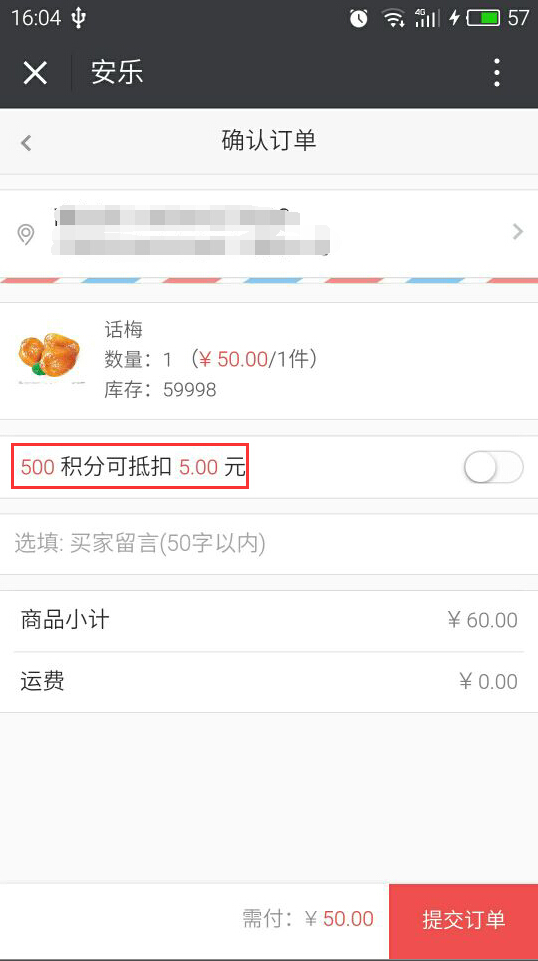 16:04 4G 57
安乐
确认订单
话梅
数量：1 （¥ 50.00/1件）
库存：59998
500 积分可抵扣 5.00 元
选填: 买家留言(50字以内)
商品小计 ¥ 60.00
运费 ¥ 0.00
需付：¥ 50.00 提交订单